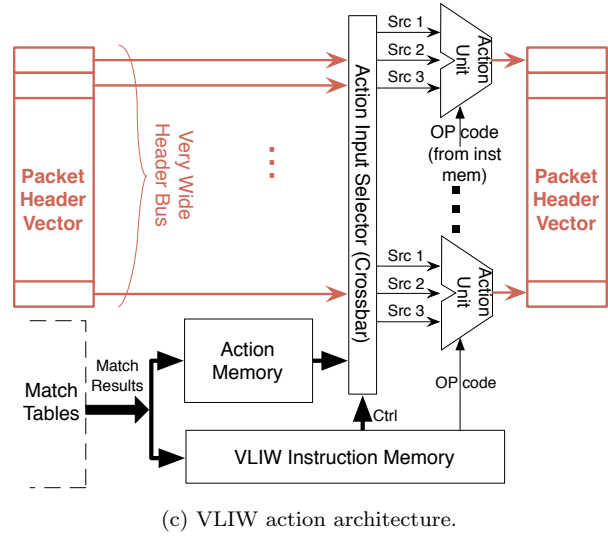 Packet
Header
Vector
Very Wide
Header Bus
Action Input Selector (Crossbar)
Src 1
Src 2
Src 3
Action
Unit
OP code
(from inst
mem)
Src 1
Src 2
Src 3
Action
Unit
OP code
Packet
Header
Vector
Match
Tables
Match
Results
Action
Memory
Ctrl
VLIW Instruction Memory
(c) VLIW action architecture.